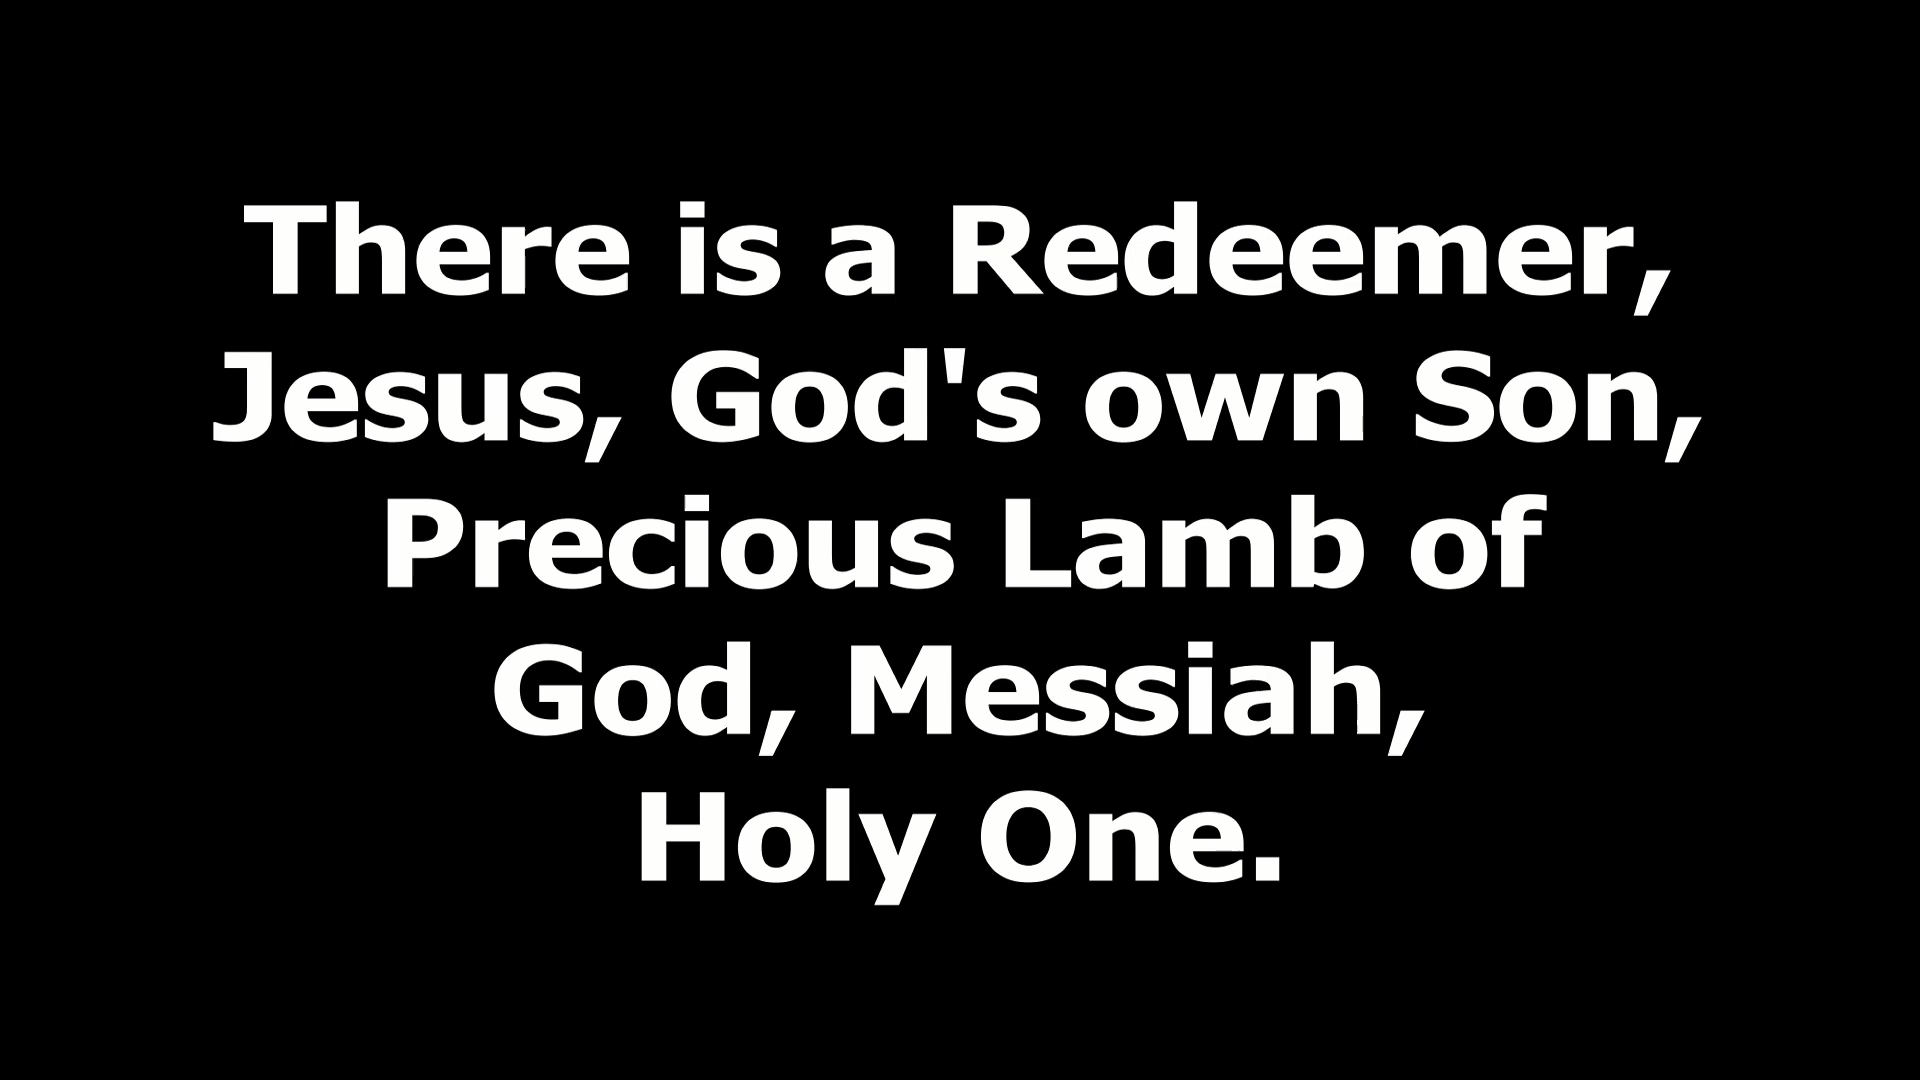 There is a Redeemer,
Jesus, God's own Son,
Precious Lamb of
God, Messiah,
Holy One.